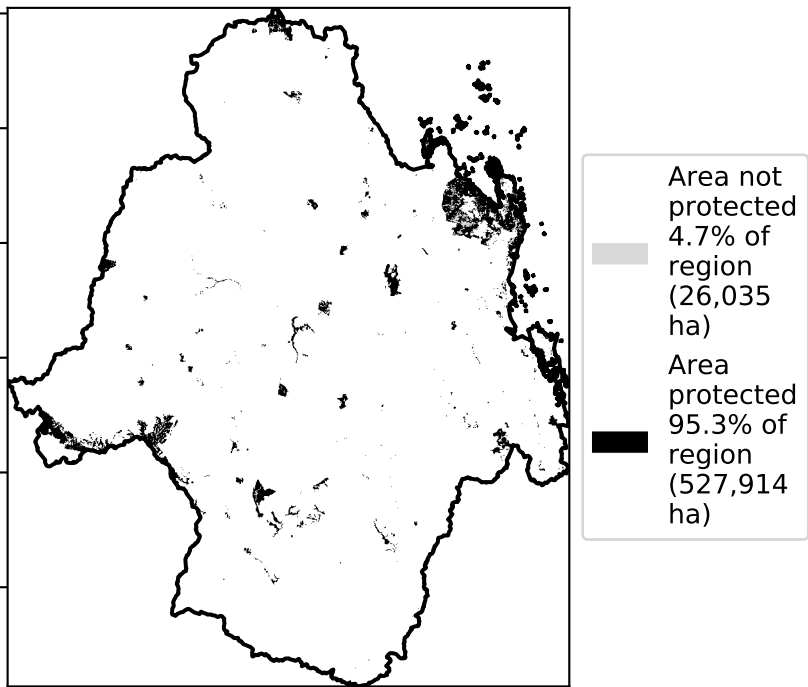 Area not
protected
4.7% of
region
(26,035
ha)
Area
protected
95.3% of
region
(527,914
ha)